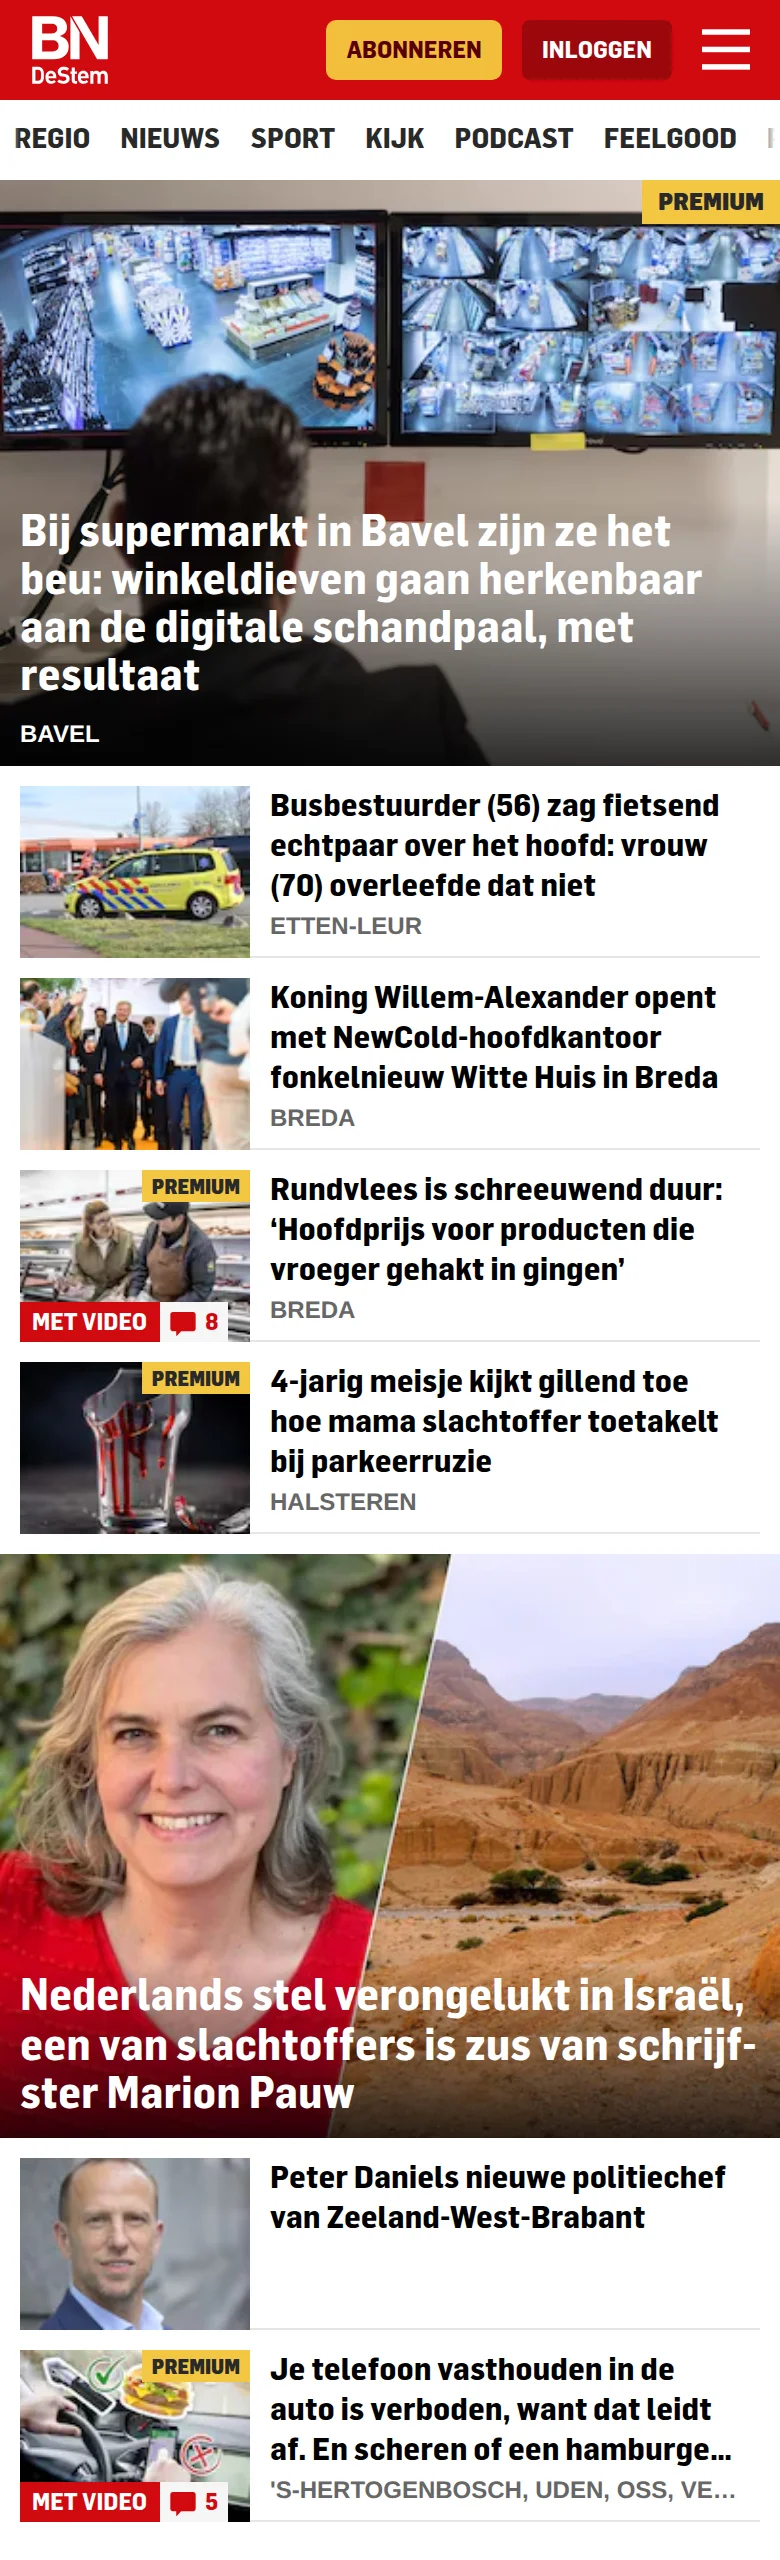 BN
DeStem
ABONNEREN
INLOGGEN
REGIO NIEUWS SPORT KIJK PODCAST FEELGOOD
PREMIUM
Bij supermarkt in Bavel zijn ze het
beu: winkeldieven gaan herkenbaar
aan de digitale schandpaal, met
resultaat
BAVEL
Busbestuurder (56) zag fietsend
echtpaar over het hoofd: vrouw
(70) overleefde dat niet
ETTEN-LEUR
Koning Willem-Alexander opent
met NewCold-hoofdkantoor
fonkelnieuw Witte Huis in Breda
BREDA
PREMIUM
MET VIDEO 8
Rundvlees is schreeuwend duur:
‘Hoofdprijs voor producten die
vroeger gehakt in gingen’
BREDA
PREMIUM
4-jarig meisje kijkt gillend toe
hoe mama slachtoffer toetakelt
bij parkeerruzie
HALSTEREN
Nederlands stel verongelukt in Israël,
een van slachtoffers is zus van schrijf-
ster Marion Pauw
Peter Daniels nieuwe politiechef
van Zeeland-West-Brabant
PREMIUM
MET VIDEO 5
Je telefoon vasthouden in de
auto is verboden, want dat leidt
af. En scheren of een hamburge...
'S-HERTOGENBOSCH, UDEN, OSS, VE...